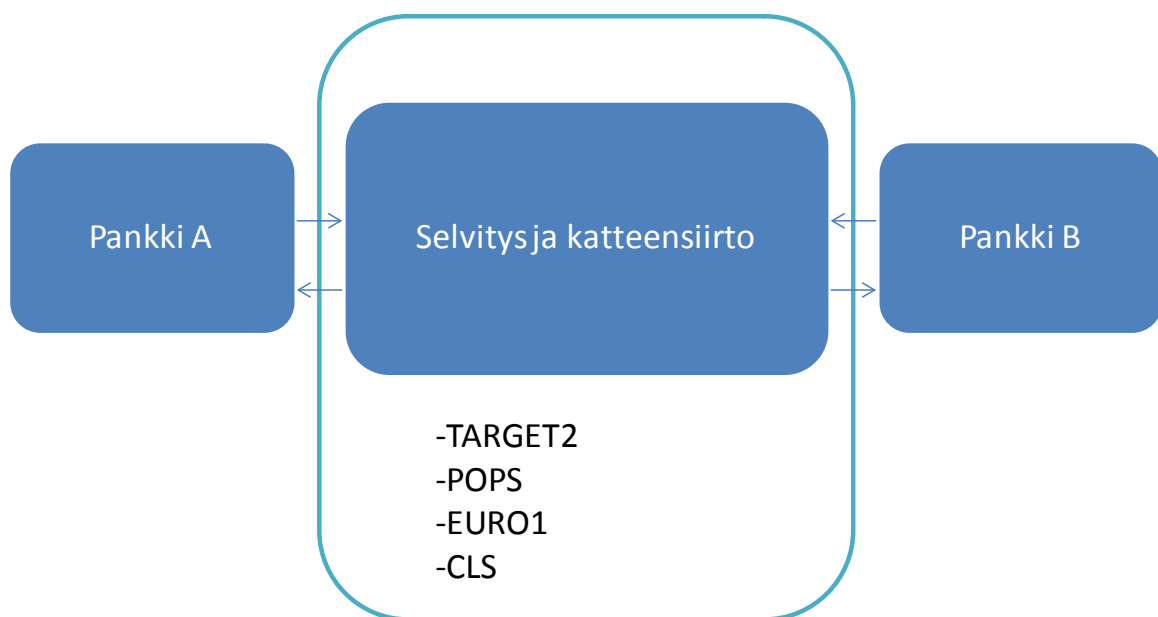 Pankki A
Selvitys ja katteensiirto
Pankki B
-TARGET2
-POPS
-EURO1
-CLS